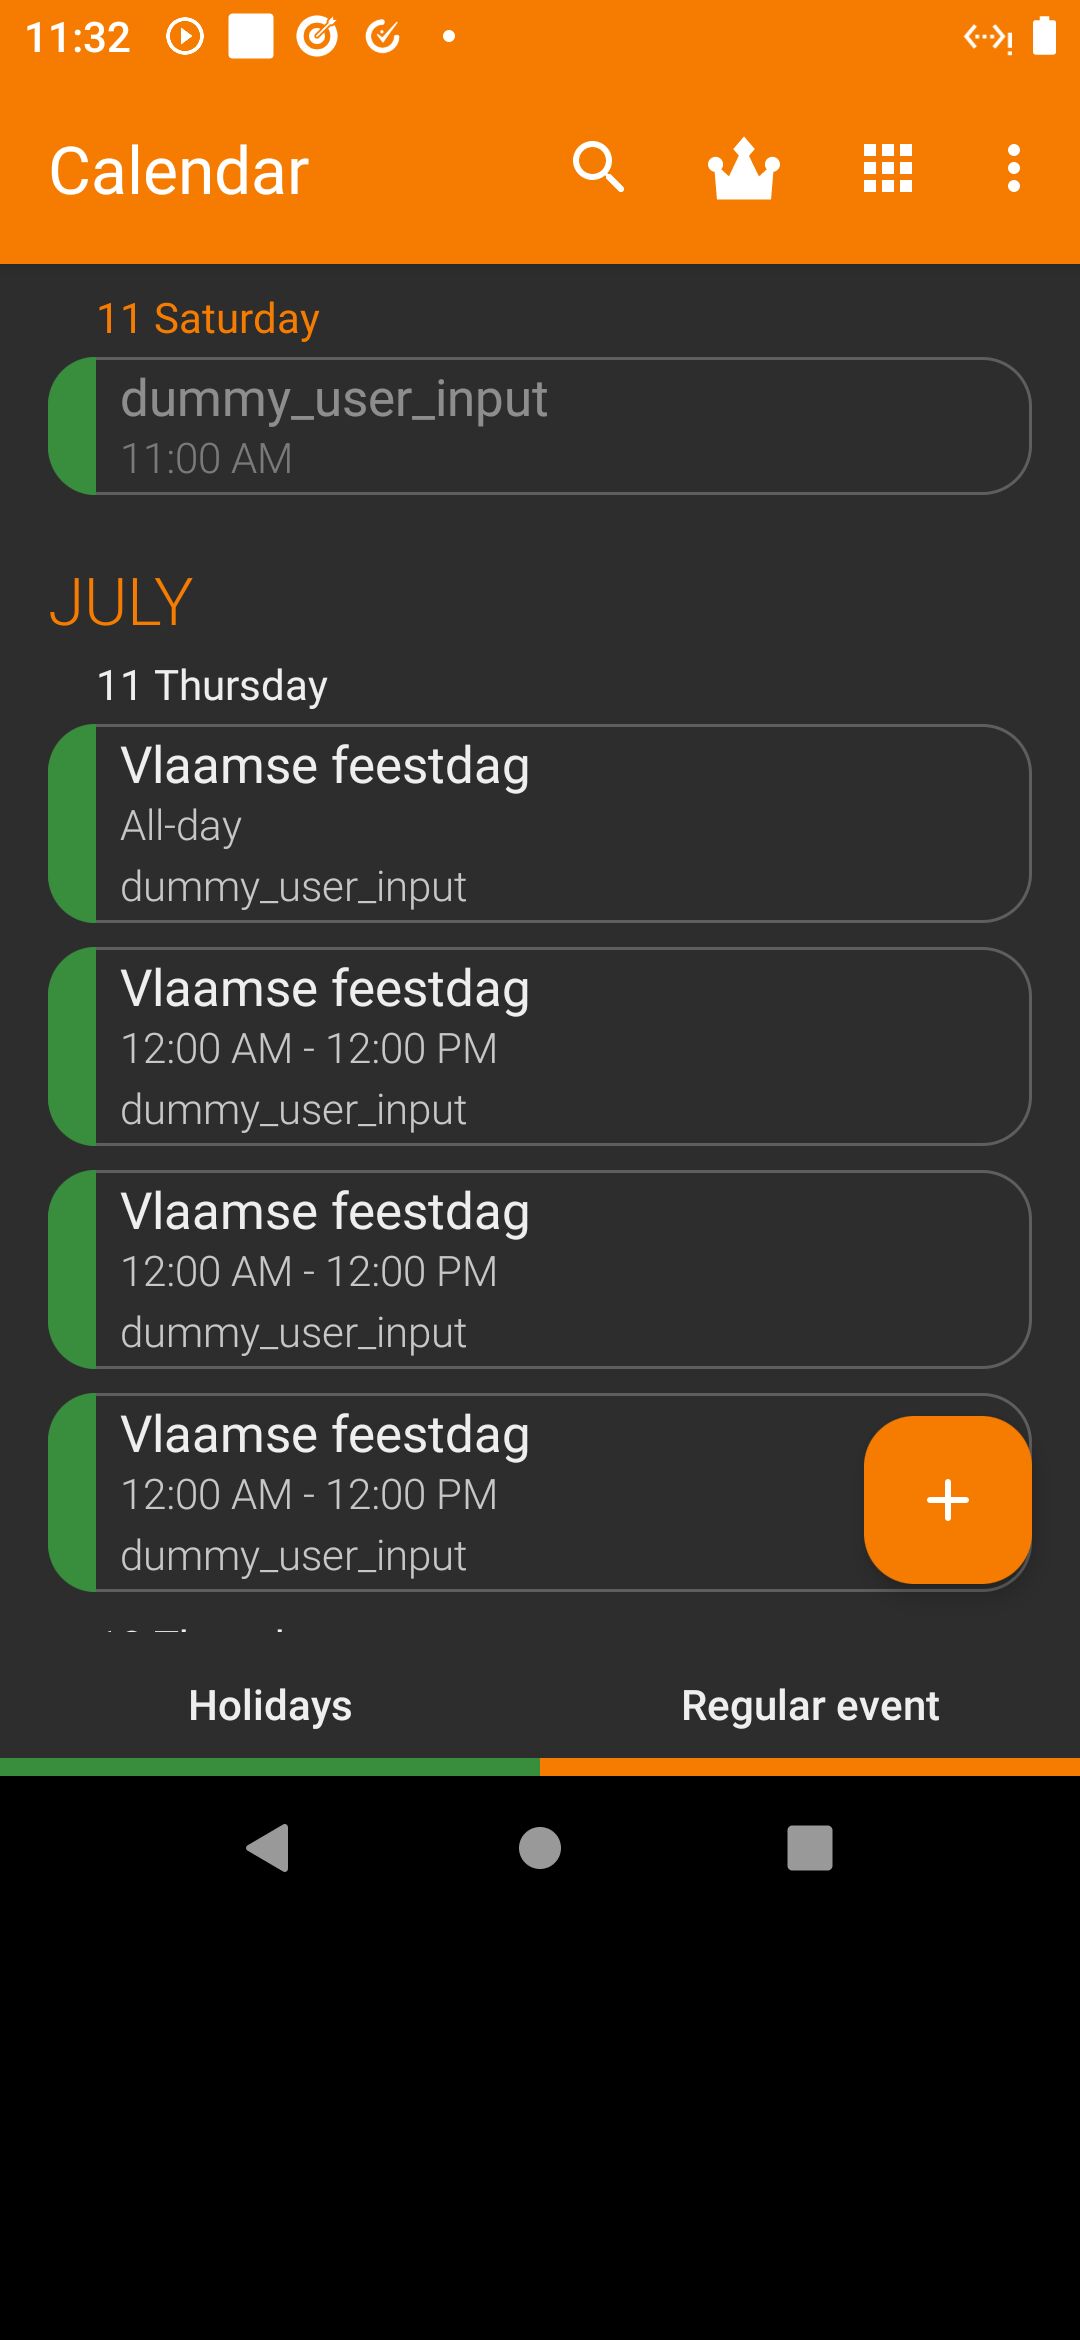 11:32
Calendar
11 Saturday
dummy_user_input
11:00 AM
JULY
11 Thursday
Vlaamse feestdag
All-day
dummy_user_input
Vlaamse feestdag
12:00 AM - 12:00 PM
dummy_user_input
Vlaamse feestdag
12:00 AM - 12:00 PM
dummy_user_input
Vlaamse feestdag
12:00 AM - 12:00 PM
dummy_user_input
Holidays
Regular event